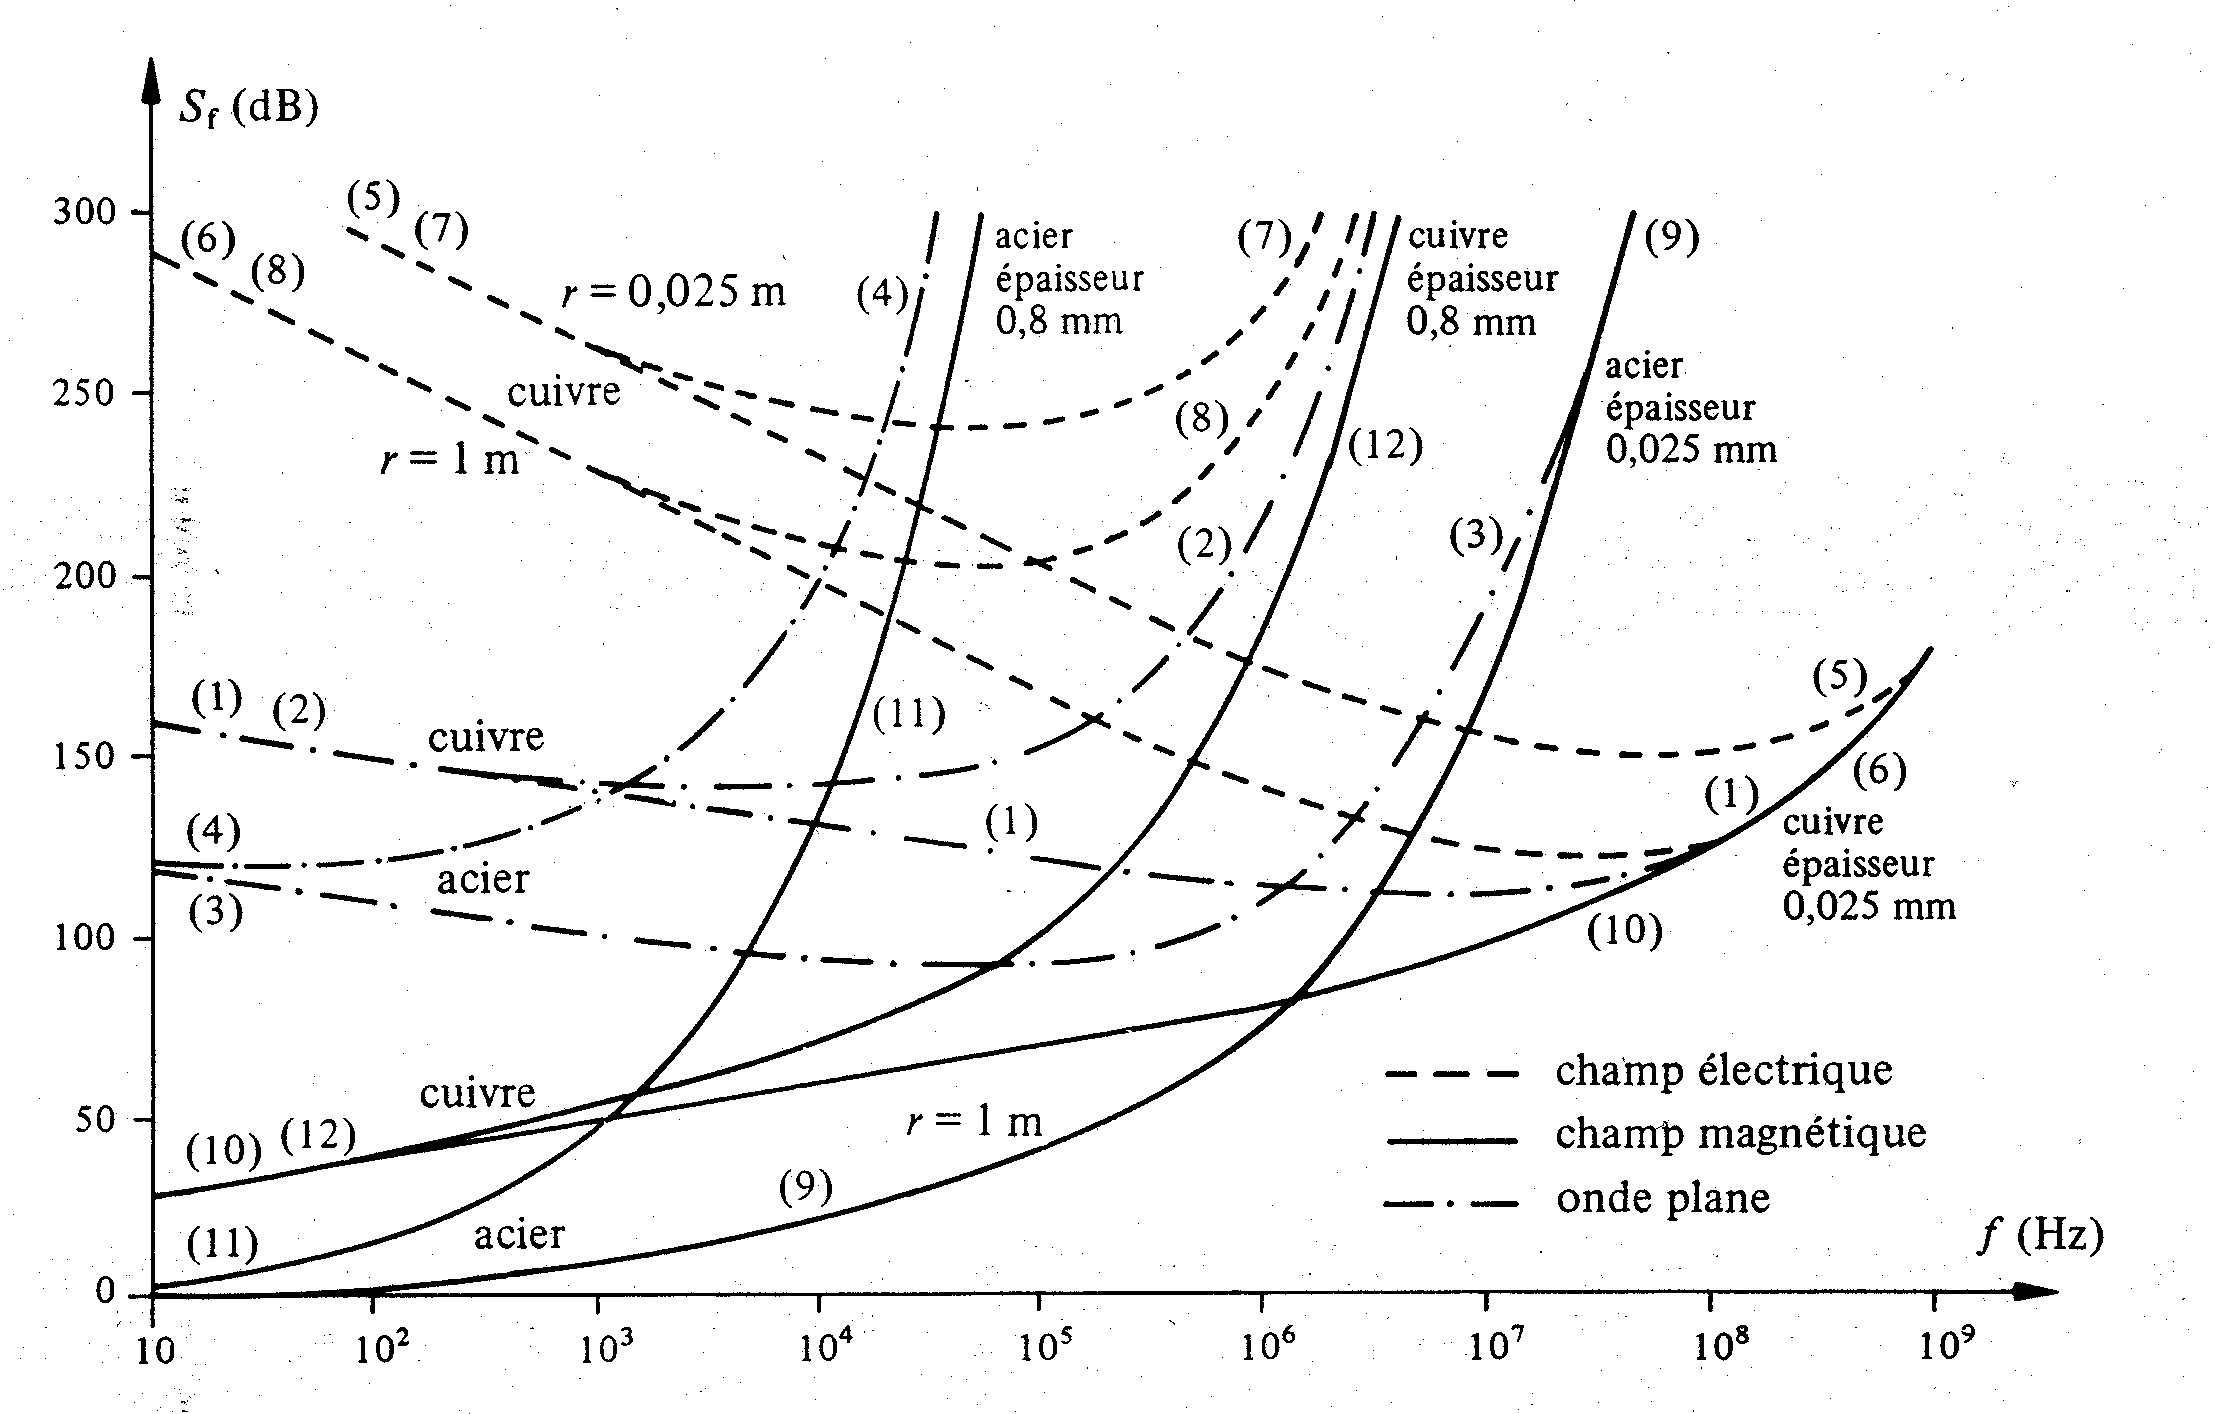 S_f (dB)
300
250
200
150
100
50
0
(5)
(7)
(6)
(8)
r = 0,025 m
cuivre
r = 1 m
(4)
acier
épaisseur
0,8 mm
(7)
cuivre
épaisseur
0,8 mm
(9)
(8)
(12)
acier
épaisseur
0,025 mm
(2)
(3)
(1)
(2)
cuivre
(11)
(5)
(6)
(4)
(1)
(1)
cuivre
épaisseur
0,025 mm
acier
(3)
(10)
cuivre
(10)
(12)
r = 1 m
(9)
(11)
acier
champ électrique
champ magnétique
onde plane
f (Hz)
10
10²
10³
10⁴
10⁵
10⁶
10⁷
10⁸
10⁹